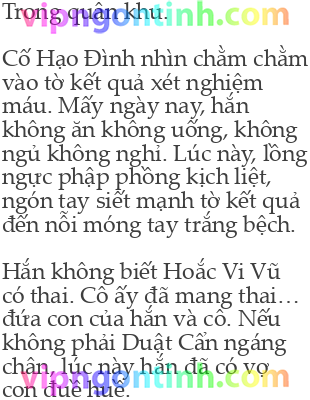 Trong quân khu.
vipngontinh.com
Cố Hạo Đình nhìn chằm chằm
vào tờ kết quả xét nghiệm
máu. Mấy ngày nay, hắn
không ăn không uống, không
ngủ không nghỉ. Lúc này, lồng
ngực phập phồng kịch liệt,
ngón tay siết mạnh tờ kết quả
đến nỗi móng tay trắng bệch.
Hắn không biết Hoắc Vi Vũ
có thai. Cô ấy đã mang thai…
đứa con của hắn và cô. Nếu
không phải Duật Cẩn ngáng
chân, lúc này hắn đã có vợ
vipngontinh.com
con đuề huề.